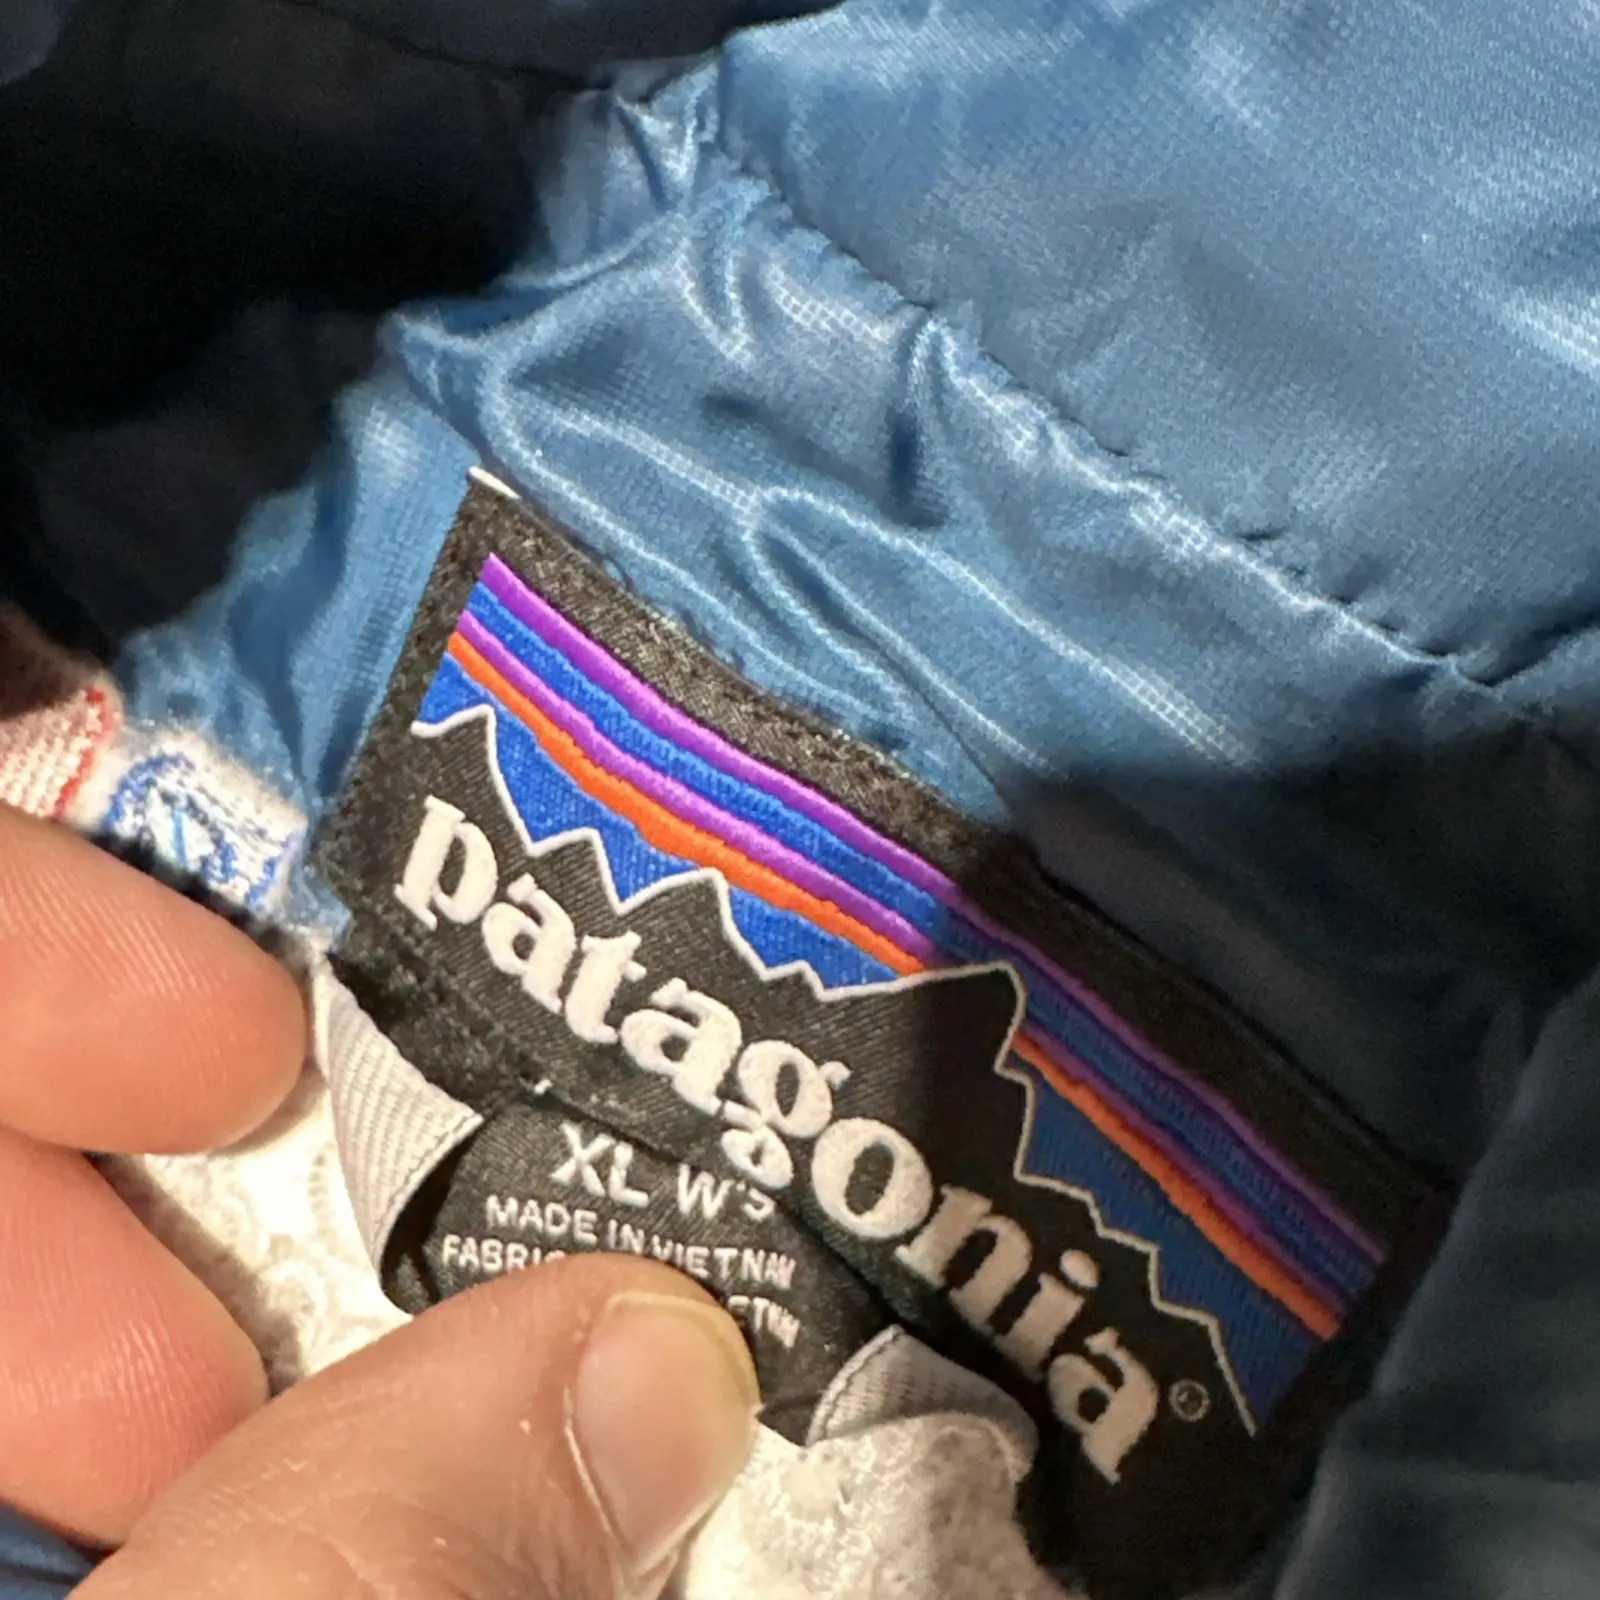 patagonia®
XL W'S
MADE IN VIETNAM